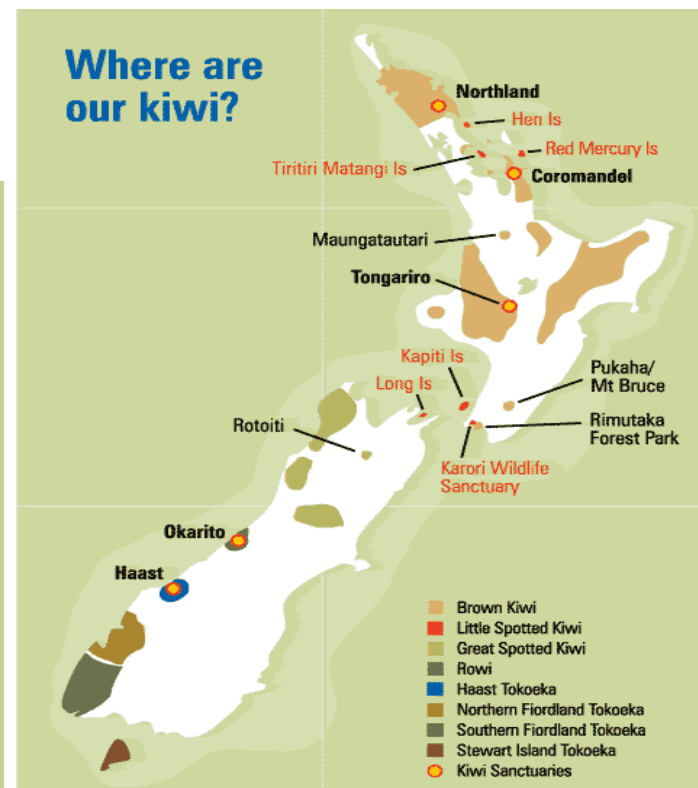 Where are
our kiwi?
Northland
Hen Is
Red Mercury Is
Tiritiri Matangi Is
Coromandel
Maungatautari
Tongariro
Kapiti Is
Long Is
Pukaha/
Mt Bruce
Rotoiti
Rimutaka
Forest Park
Karori Wildlife
Sanctuary
Okarito
Haast
Brown Kiwi
Little Spotted Kiwi
Great Spotted Kiwi
Rowi
Haast Tokoeka
Northern Fiordland Tokoeka
Southern Fiordland Tokoeka
Stewart Island Tokoeka
Kiwi Sanctuaries